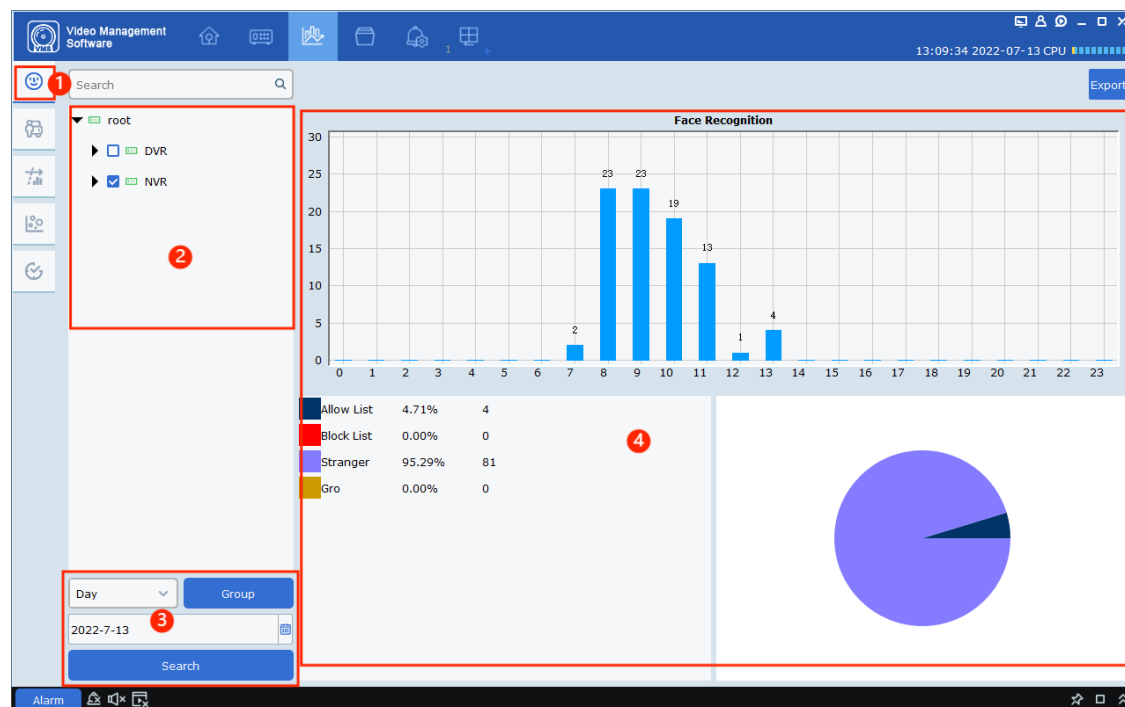 Video Management
Software
VMS
1
+
13:09:34 2022-07-13 CPU
1
Search
Export
root
DVR
NVR
2
Face Recognition
30
25
20
15
10
5
0
2
23
23
19
13
1
4
0 1 2 3 4 5 6 7 8 9 10 11 12 13 14 15 16 17 18 19 20 21 22 23
Allow List 4.71% 4
Block List 0.00% 0
Stranger 95.29% 81
Gro 0.00% 0
4
Day
Group
3
2022-7-13
Search
Alarm